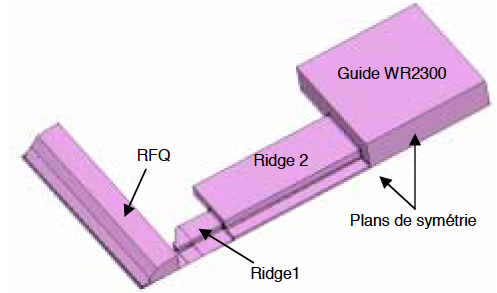 Guide WR2300
RFQ
Ridge 2
Plans de symétrie
Ridge1